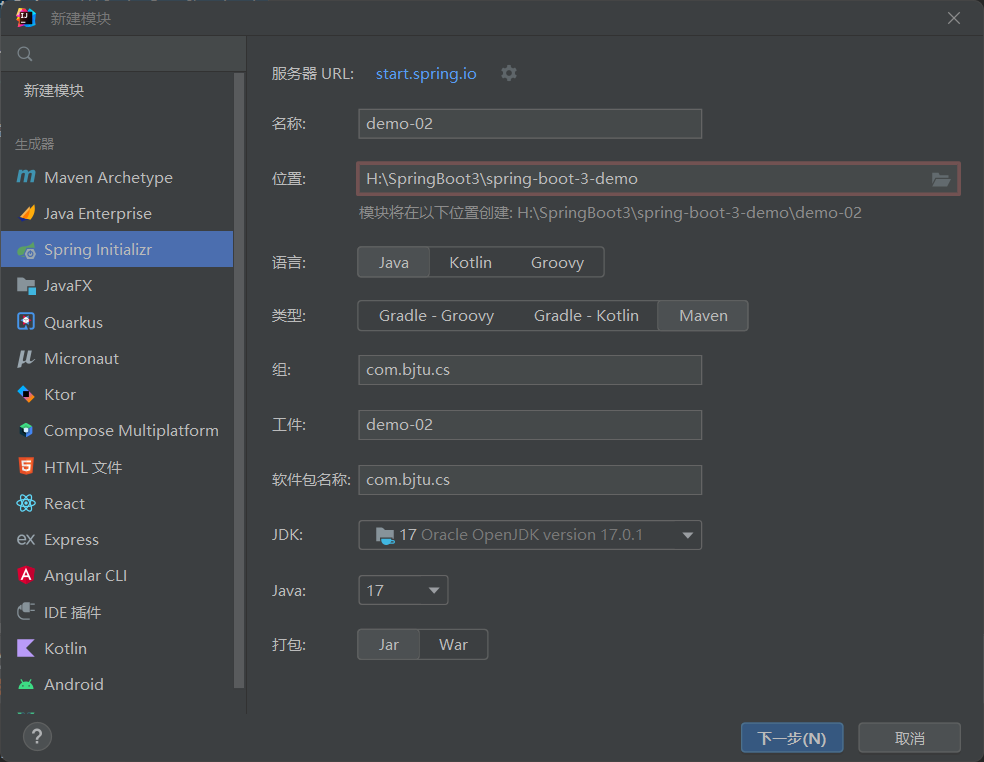 新建模块
新建模块
生成器
Maven Archetype
Java Enterprise
Spring Initializr
JavaFX
Quarkus
Micronaut
Ktor
Compose Multiplatform
HTML 文件
React
ex Express
Angular CLI
IDE 插件
Kotlin
Android
?
服务器 URL: start.spring.io
名称: demo-02
位置: H:\SpringBoot3\spring-boot-3-demo
模块将在以下位置创建: H:\SpringBoot3\spring-boot-3-demo\demo-02
语言: Java Kotlin Groovy
类型: Gradle - Groovy Gradle - Kotlin Maven
组: com.bjtu.cs
工件: demo-02
软件包名称: com.bjtu.cs
JDK: 17 Oracle OpenJDK version 17.0.1
Java: 17
打包: Jar War
下一步(N) 取消